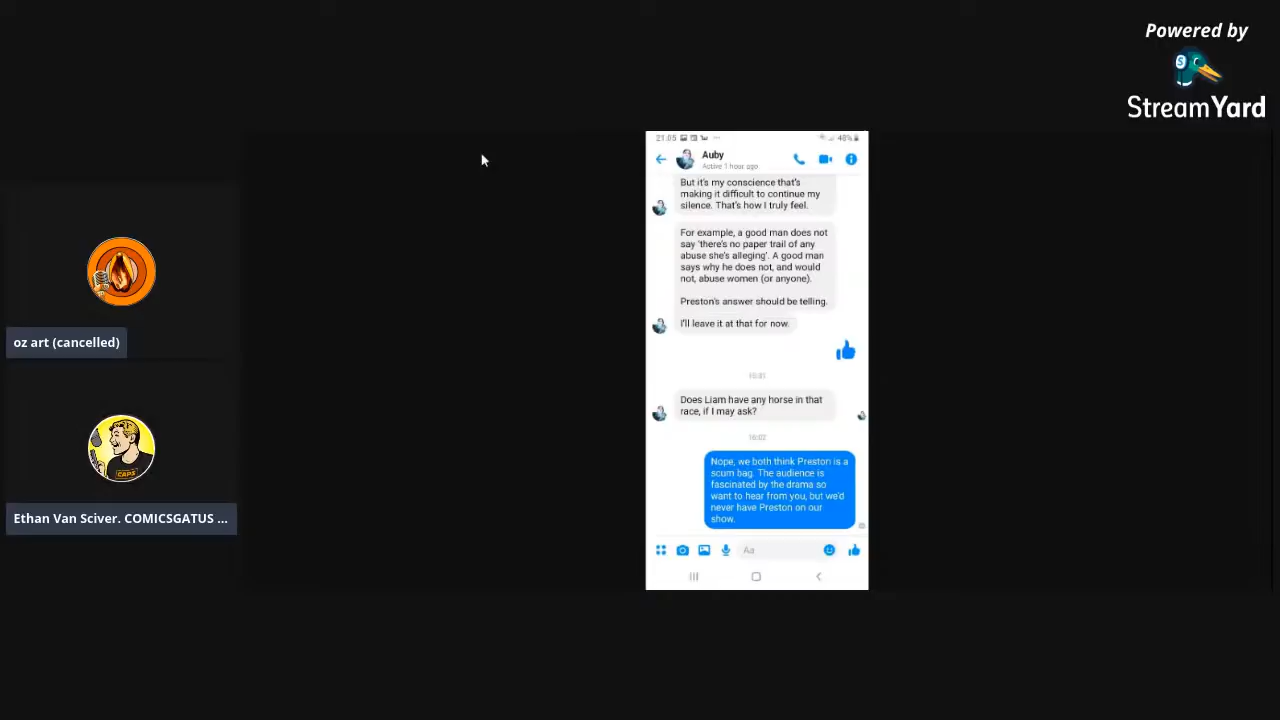 Powered by
StreamYard
21:05
48%
Auby
Active 1 hour ago
But it's my conscience that's
making it difficult to continue my
silence. That's how I truly feel.
For example, a good man does not
say 'there's no paper trail of any
abuse she's alleging'. A good man
says why he does not, and would
not, abuse women (or anyone).
Preston's answer should be telling.
I'll leave it at that for now.
Does Liam have any horse in that
race, if I may ask?
16:02
Nope, we both think Preston is a
scum bag. The audience is
fascinated by the drama so
want to hear from you, but we'd
never have Preston on our
show.
Aa
oz art (cancelled)
CAPS
Ethan Van Sciver. COMICSGATUS ...